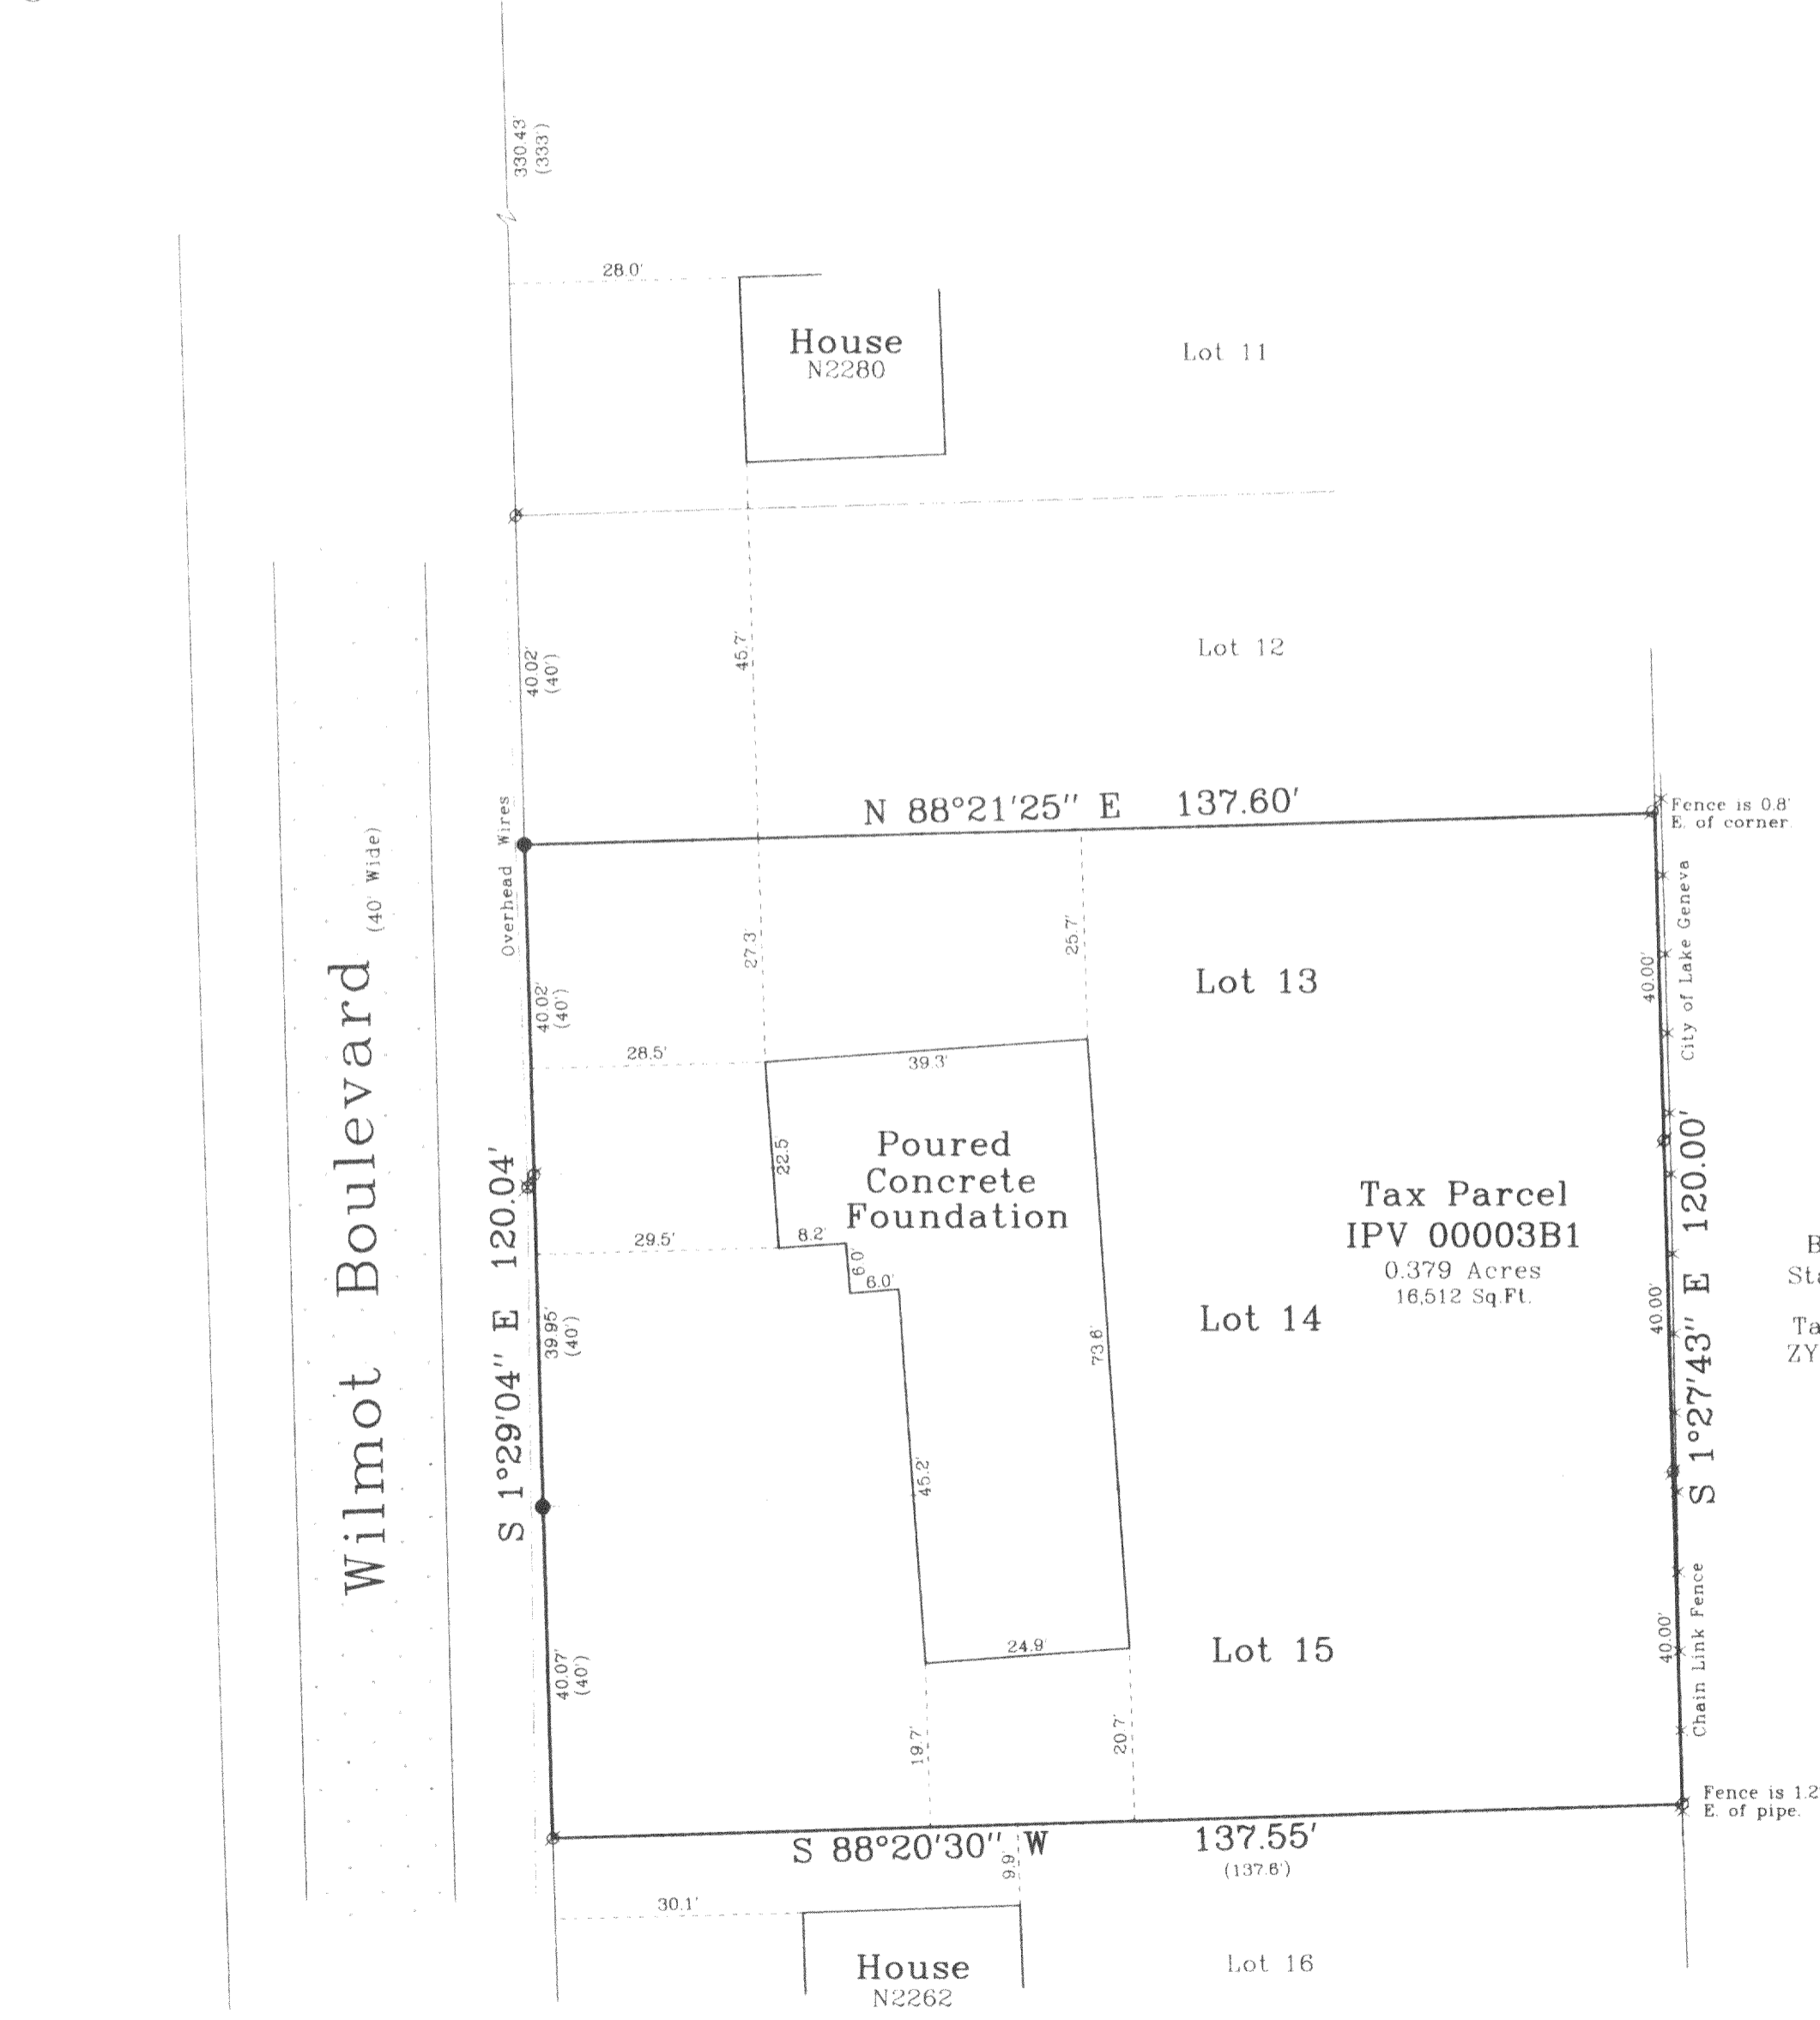 330.43'
(333')
28.0'
House
N2280
Lot 11
45.7'
40.02'
(40')
Lot 12
N 88°21'25" E 137.60'
Fence is 0.8'
E. of corner
Overhead Wires
(40' Wide)
Wilmot Boulevard
27.3'
25.7'
40.02'
(40')
Lot 13
40.00'
City of Lake Geneva
28.5'
39.3'
22.5'
Poured
Concrete
Foundation
S 1°29'04" E 120.04'
29.5'
8.2'
6.0'
6.0'
Tax Parcel
IPV 00003B1
0.379 Acres
16,512 Sq.Ft.
S 1°27'43" E 120.00'
B
Sta
Ta
ZY
39.95'
(40')
73.6'
Lot 14
40.00'
45.2'
24.9'
Lot 15
40.00'
Chain Link Fence
40.07'
(40')
19.7'
20.7'
Fence is 1.2
E. of pipe.
S 88°20'30" W 137.55'
(137.6')
9.9'
30.1'
House
N2262
Lot 16